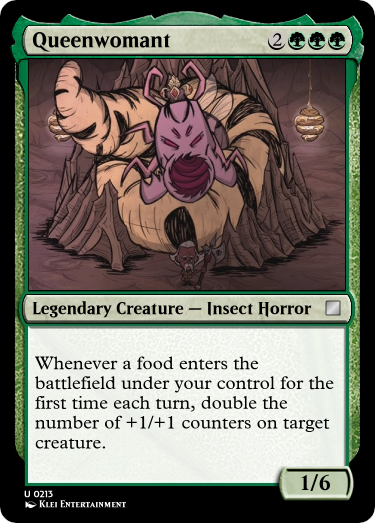 Queenwomant 2
Legendary Creature — Insect Horror
Whenever a food enters the
battlefield under your control for the
first time each turn, double the
number of +1/+1 counters on target
creature.
1/6
U 0213
Klei Entertainment